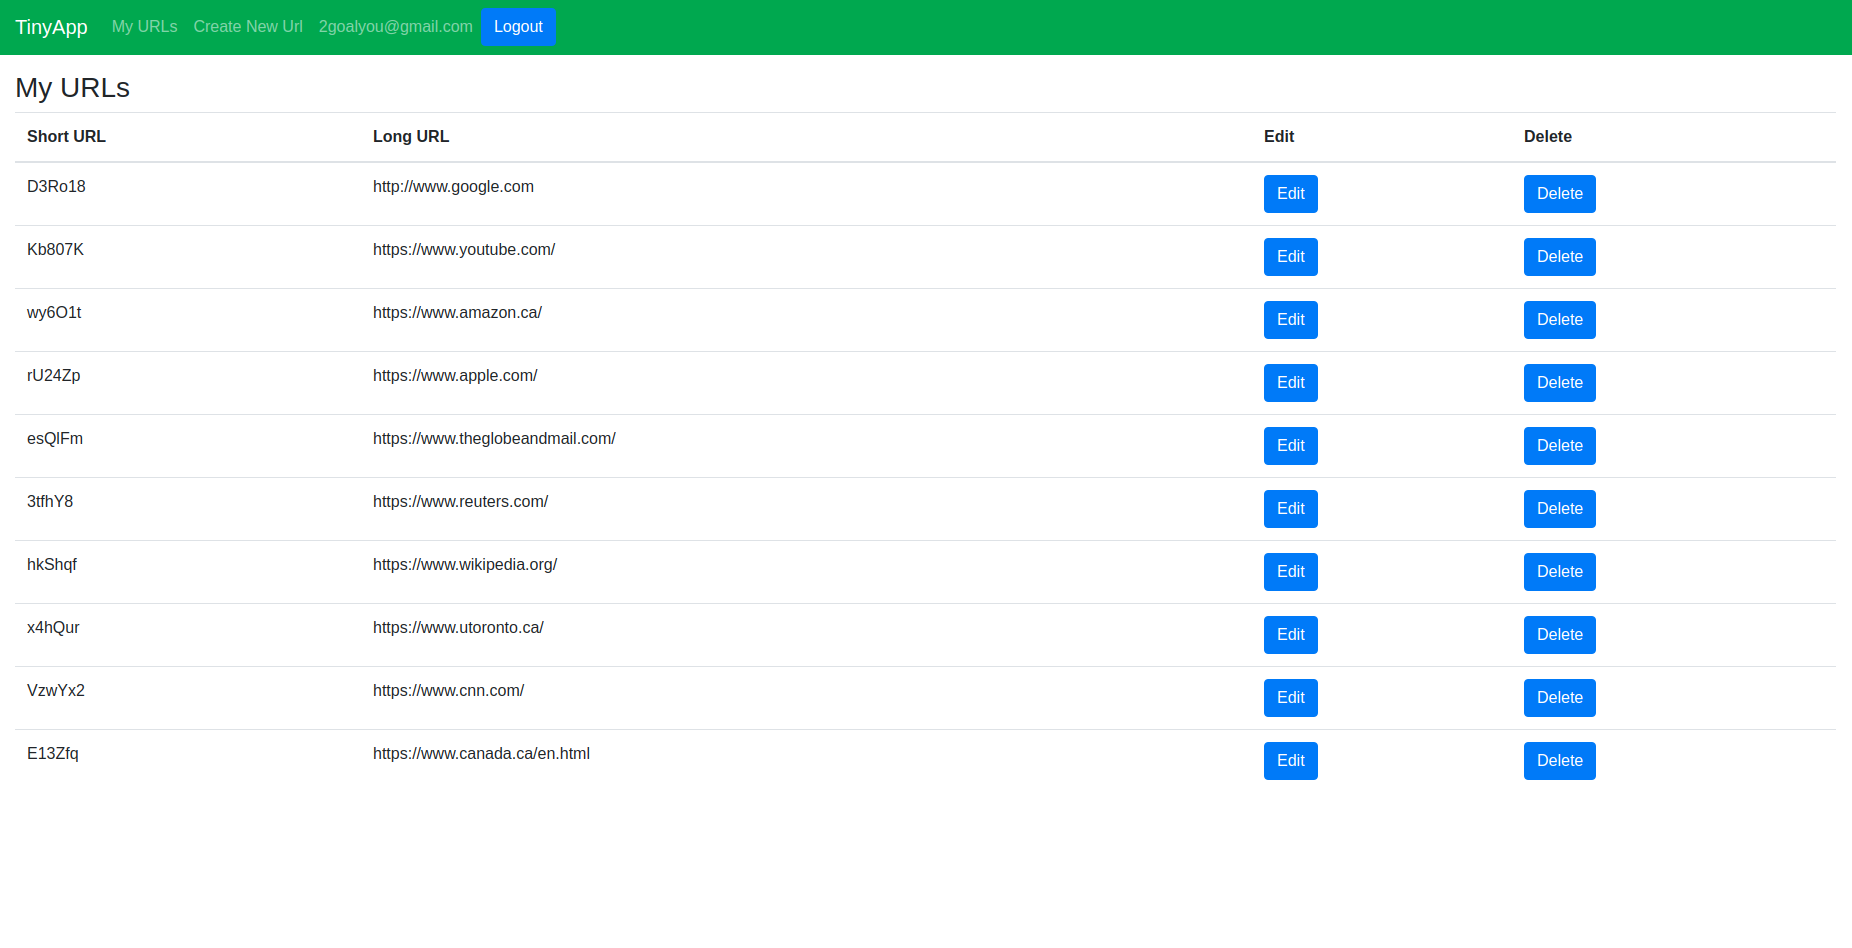 TinyApp My URLs Create New Url 2goalyou@gmail.com Logout
My URLs
Short URL Long URL Edit Delete
D3Ro18 http://www.google.com Edit Delete
Kb807K https://www.youtube.com/ Edit Delete
wy6O1t https://www.amazon.ca/ Edit Delete
rU24Zp https://www.apple.com/ Edit Delete
esQlFm https://www.theglobeandmail.com/ Edit Delete
3tfhY8 https://www.reuters.com/ Edit Delete
hkShqf https://www.wikipedia.org/ Edit Delete
x4hQur https://www.utoronto.ca/ Edit Delete
VzwYx2 https://www.cnn.com/ Edit Delete
E13Zfq https://www.canada.ca/en.html Edit Delete